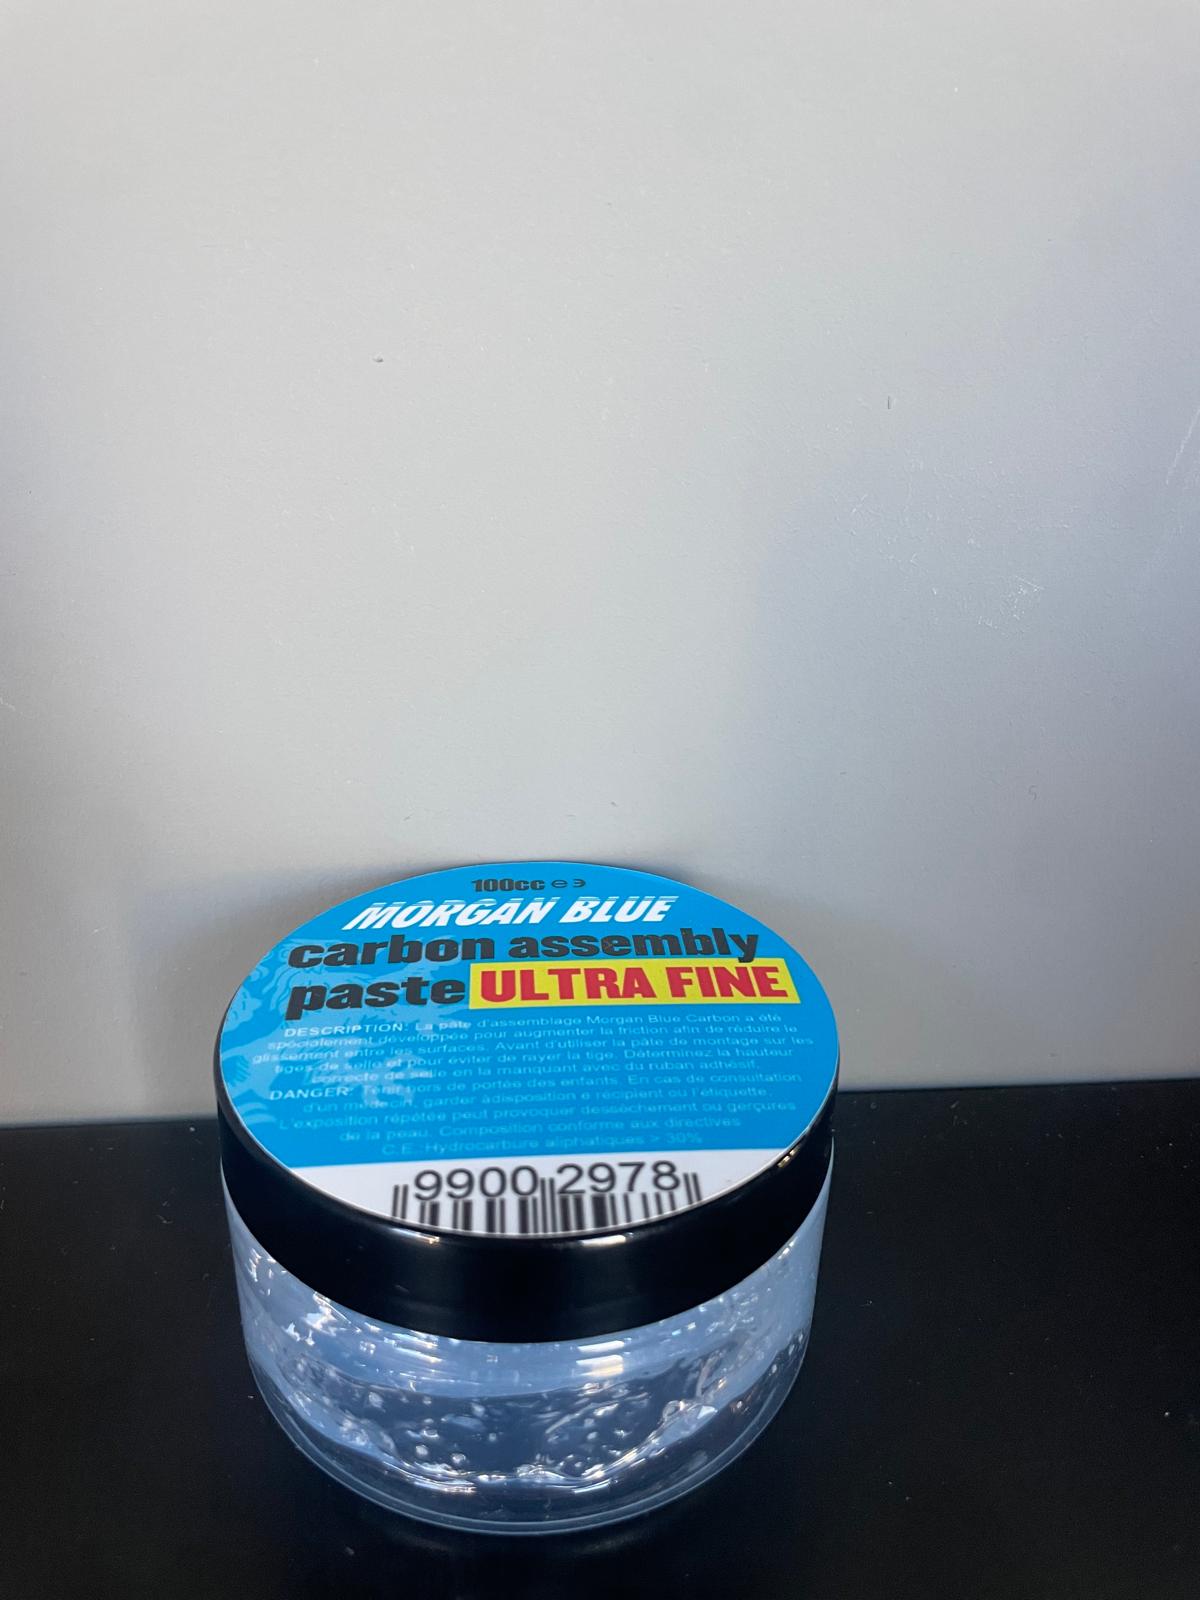 100cc e 3
MORGAN BLUE
carbon assembly
paste ULTRA FINE
DESCRIPTION: La pâte d'assemblage Morgan Blue Carbon a été
spécialement développée pour augmenter la friction afin de réduire le
glissement entre les surfaces. Avant d'utiliser la pâte de montage sur les
tiges de selle et pour éviter de rayer la tige. Déterminez la hauteur
correcte de selle en la manquant avec du ruban adhésif.
DANGER: Tenir hors de portée des enfants. En cas de consultation
d'un médecin, garder àdisposition e recipient ou l'étiquette.
L'exposition répétée peut provoquer dessèchement ou gerçures
de la peau. Composition conforme aux directives
C.E.: Hydrocarbure aliphatiques > 30%
9900 2978